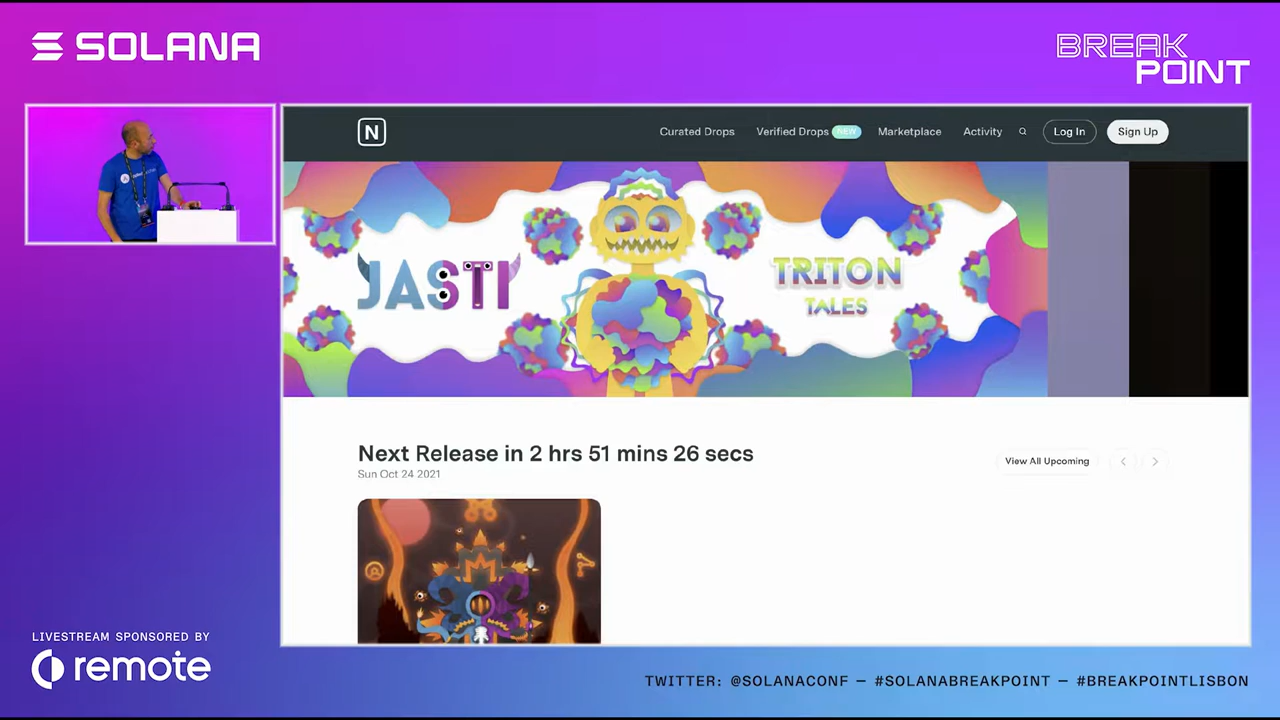 SOLANA
BREAK
POINT
N
Curated Drops
Verified Drops NEW
Marketplace
Activity
Log In
Sign Up
JASTI
TRITON
TALES
Next Release in 2 hrs 51 mins 26 secs
Sun Oct 24 2021
View All Upcoming
LIVESTREAM SPONSORED BY
remote
TWITTER: @SOLANACONF — #SOLANABREAKPOINT — #BREAKPOINTLISBON